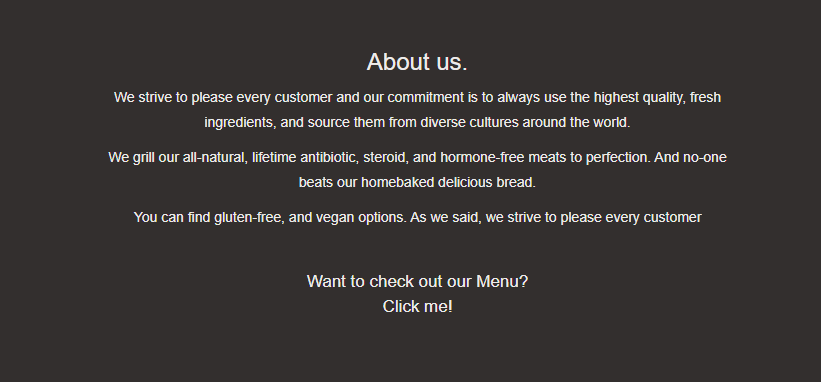 About us.
We strive to please every customer and our commitment is to always use the highest quality, fresh
ingredients, and source them from diverse cultures around the world.
We grill our all-natural, lifetime antibiotic, steroid, and hormone-free meats to perfection. And no-one
beats our homebaked delicious bread.
You can find gluten-free, and vegan options. As we said, we strive to please every customer
Want to check out our Menu?
Click me!